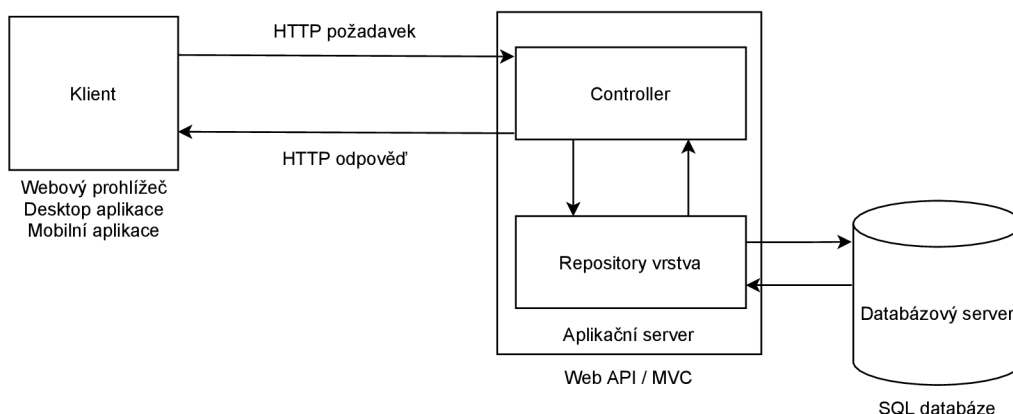 HTTP požadavek
Klient
Controller
HTTP odpověď
Webový prohlížeč
Desktop aplikace
Mobilní aplikace
Repository vrstva
Databázový server
Aplikační server
Web API / MVC
SQL databáze